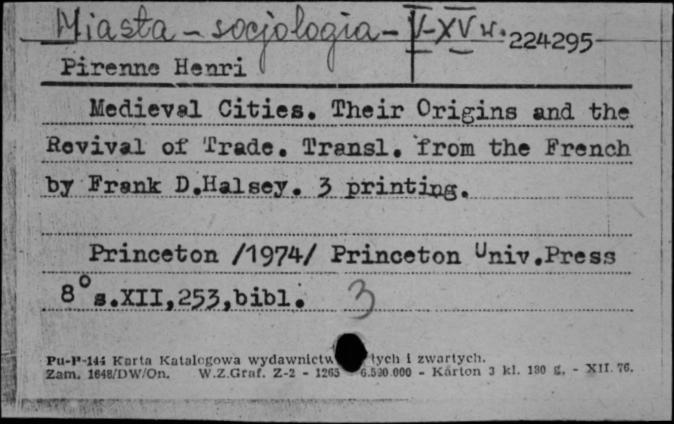 Miasta - socjologia - V-XV w. 224295
Pirenne Henri
Medieval Cities. Their Origins and the
Revival of Trade. Transl. from the French
by Frank D.Halsey. 3 printing.
Princeton /1974/ Princeton Univ.Press
8° s.XII,253,bibl. 3
Pu-P-144 Karta Katalogowa wydawnictw tych i zwartych.
Zam. 1648/DW/On. W.Z.Graf. Z-2 - 1265 6.500.000 - Karton 3 kl. 180 g. - XII. 76.